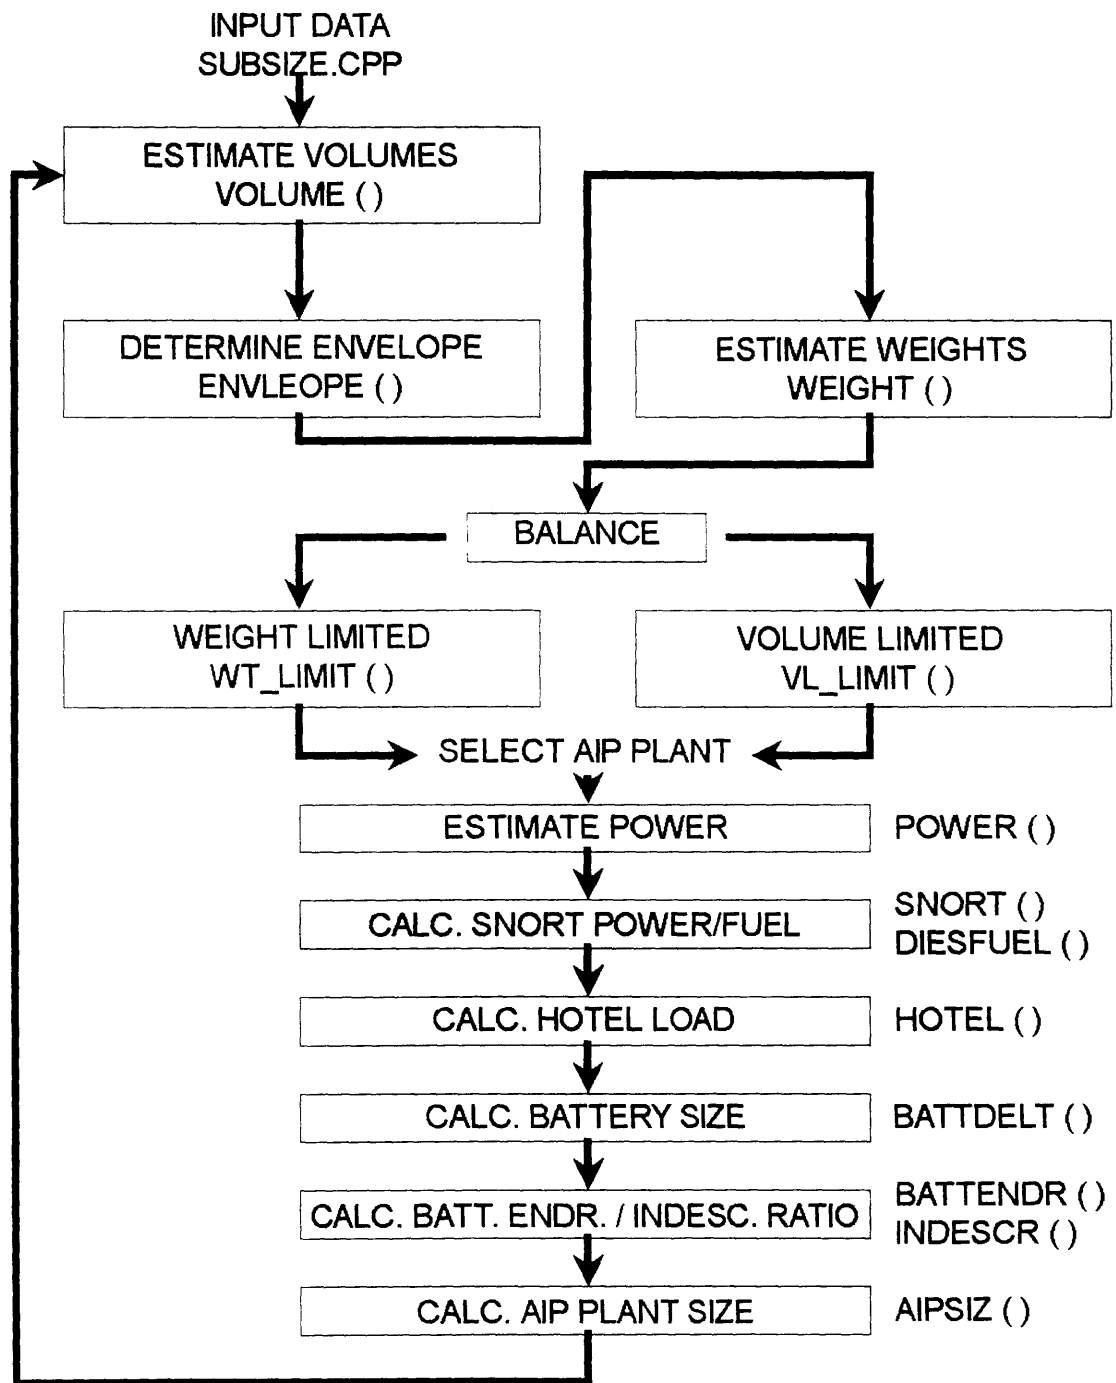 INPUT DATA
SUBSIZE.CPP
ESTIMATE VOLUMES
VOLUME ( )
DETERMINE ENVELOPE
ENVLEOPE ( )
ESTIMATE WEIGHTS
WEIGHT ( )
BALANCE
WEIGHT LIMITED
WT_LIMIT ( )
VOLUME LIMITED
VL_LIMIT ( )
SELECT AIP PLANT
ESTIMATE POWER
POWER ( )
CALC. SNORT POWER/FUEL
SNORT ( )
DIESFUEL ( )
CALC. HOTEL LOAD
HOTEL ( )
CALC. BATTERY SIZE
BATTDELT ( )
CALC. BATT. ENDR. / INDESC. RATIO
BATTENDR ( )
INDESCR ( )
CALC. AIP PLANT SIZE
AIPSIZ ( )